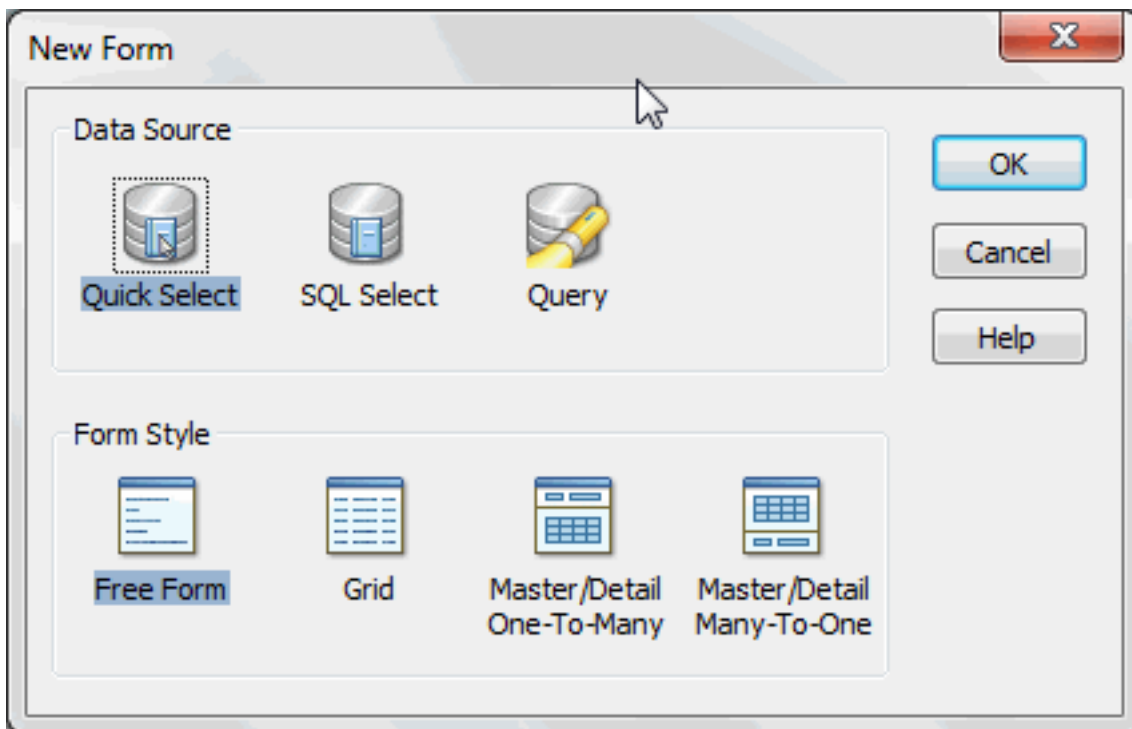 New Form
Data Source
OK
Quick Select
SQL Select
Query
Cancel
Help
Form Style
Free Form
Grid
Master/Detail
One-To-Many
Master/Detail
Many-To-One